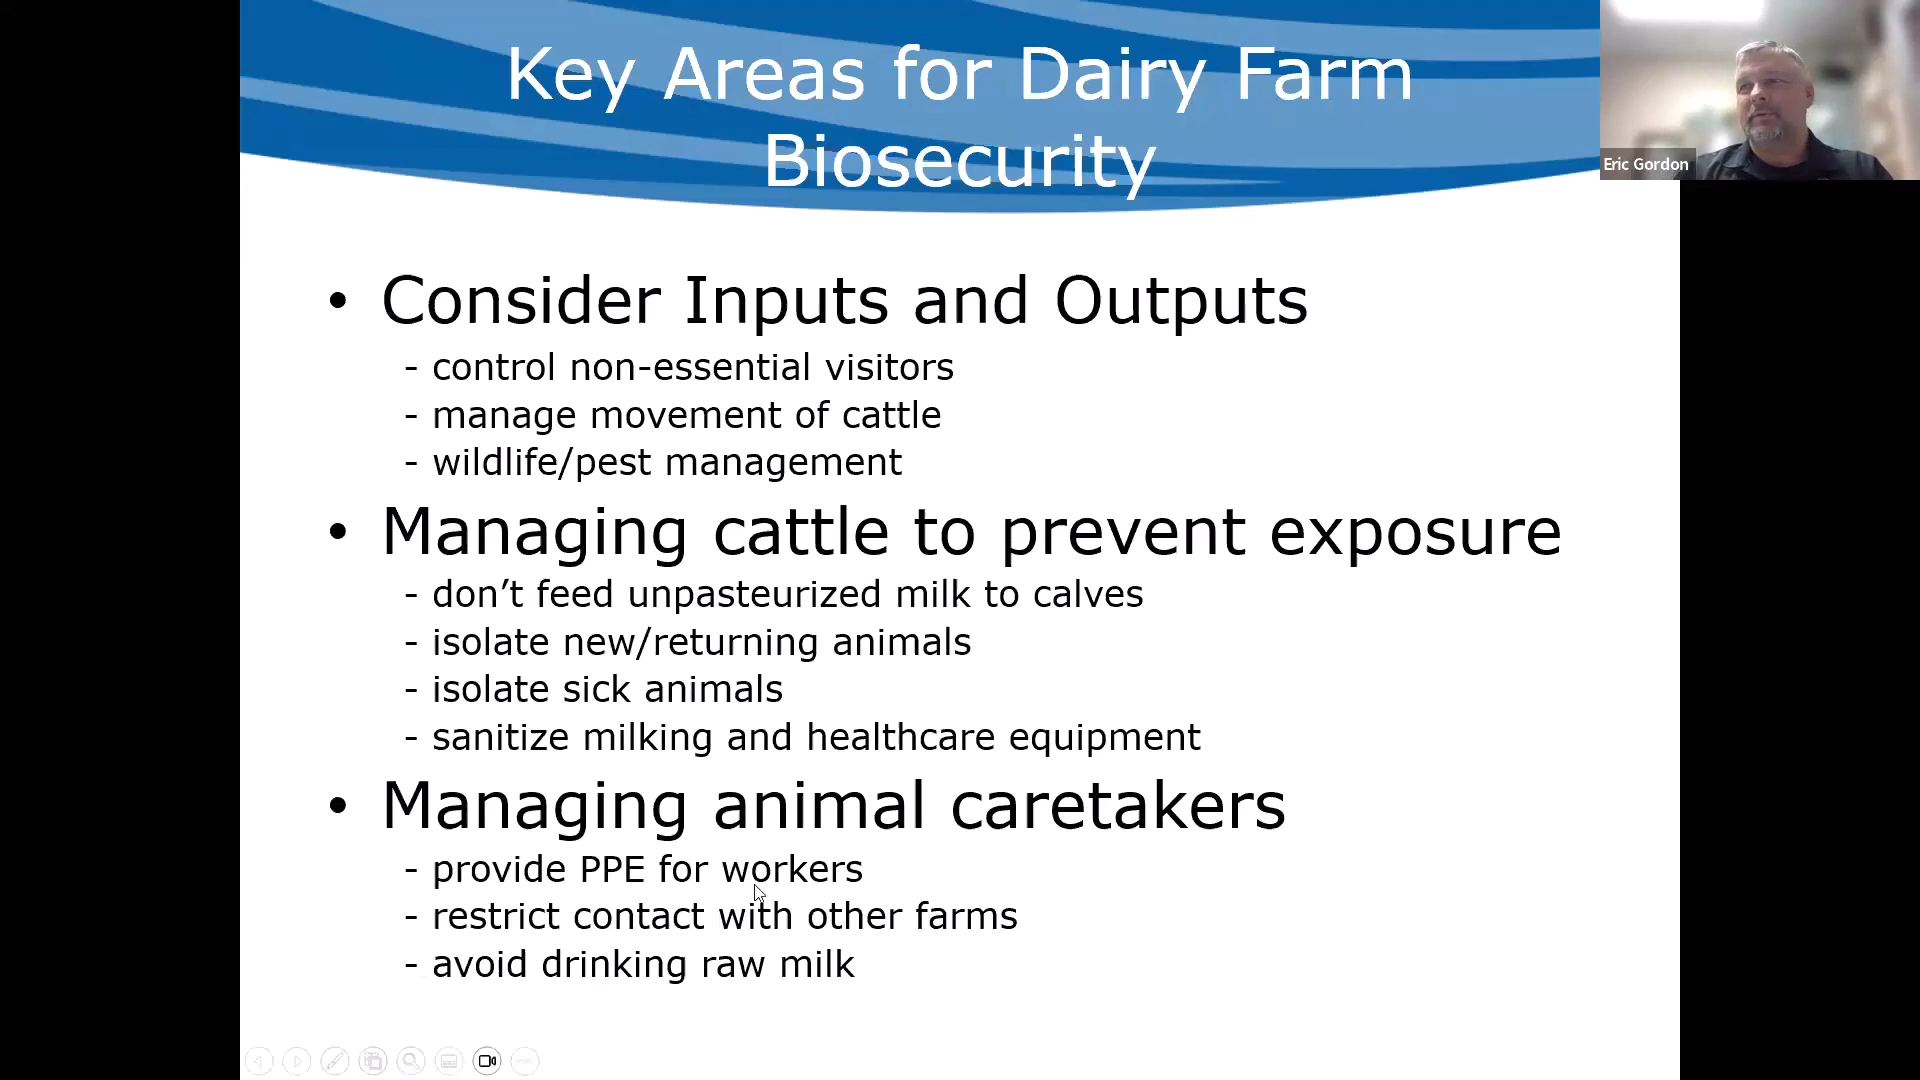 Key Areas for Dairy Farm
Biosecurity
Eric Gordon
• Consider Inputs and Outputs
- control non-essential visitors
- manage movement of cattle
- wildlife/pest management
• Managing cattle to prevent exposure
- don’t feed unpasteurized milk to calves
- isolate new/returning animals
- isolate sick animals
- sanitize milking and healthcare equipment
• Managing animal caretakers
- provide PPE for workers
- restrict contact with other farms
- avoid drinking raw milk